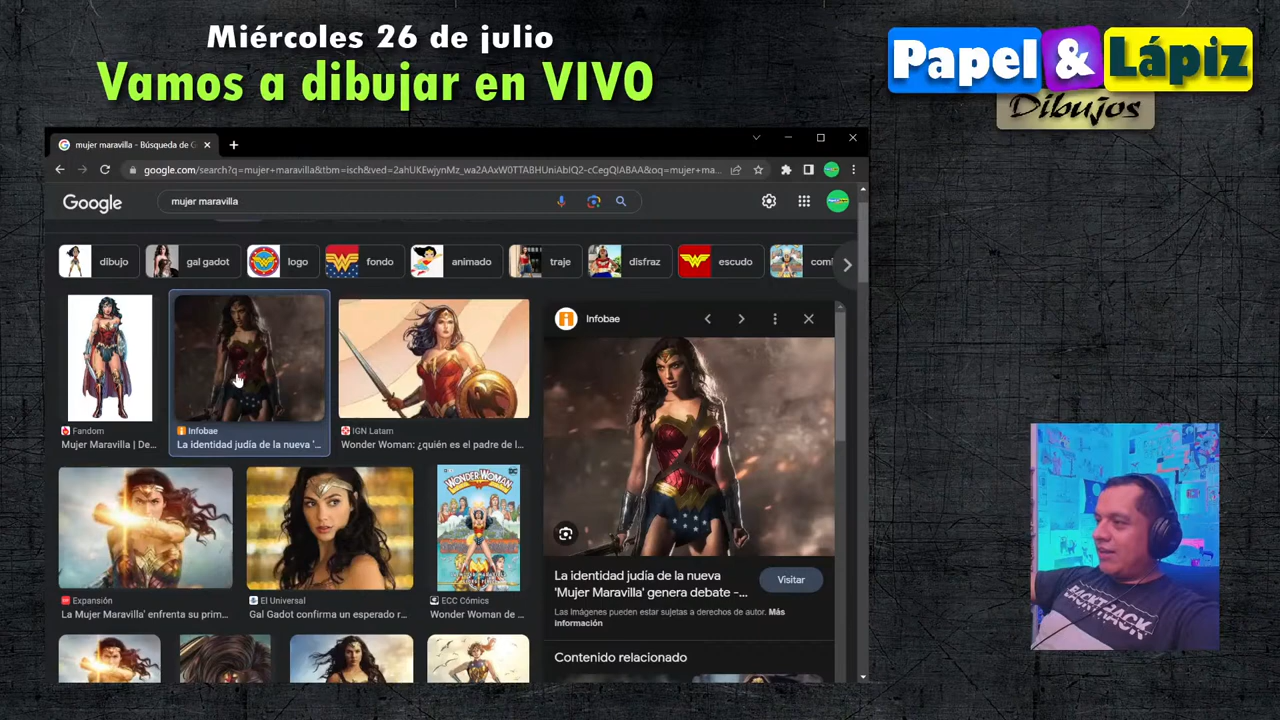 Miércoles 26 de julio
Vamos a dibujar en VIVO
Papel & Lápiz
Dibujos
mujer maravilla - Búsqueda de G
google.com/search?q=mujer+maravilla&tbm=isch&ved=2ahUKEwjynMz_wa2AAxW0TTABHUniAbIQ2-cCegQIABAA&oq=mujer+ma...
Google
mujer maravilla
dibujo
gal gadot
logo
fondo
animado
traje
disfraz
escudo
comi
Infobae
Fandom
Mujer Maravilla | De...
Infobae
La identidad judía de la nueva '...
IGN Latam
Wonder Woman: ¿quién es el padre de l...
WONDER WOMAN
Expansión
La Mujer Maravilla' enfrenta su prim...
El Universal
Gal Gadot confirma un esperado r...
ECC Cómics
Wonder Woman de ...
La identidad judía de la nueva
'Mujer Maravilla' genera debate -...
Visitar
Las Imágenes pueden estar sujetas a derechos de autor. Más
información
Contenido relacionado
BACKTRACK